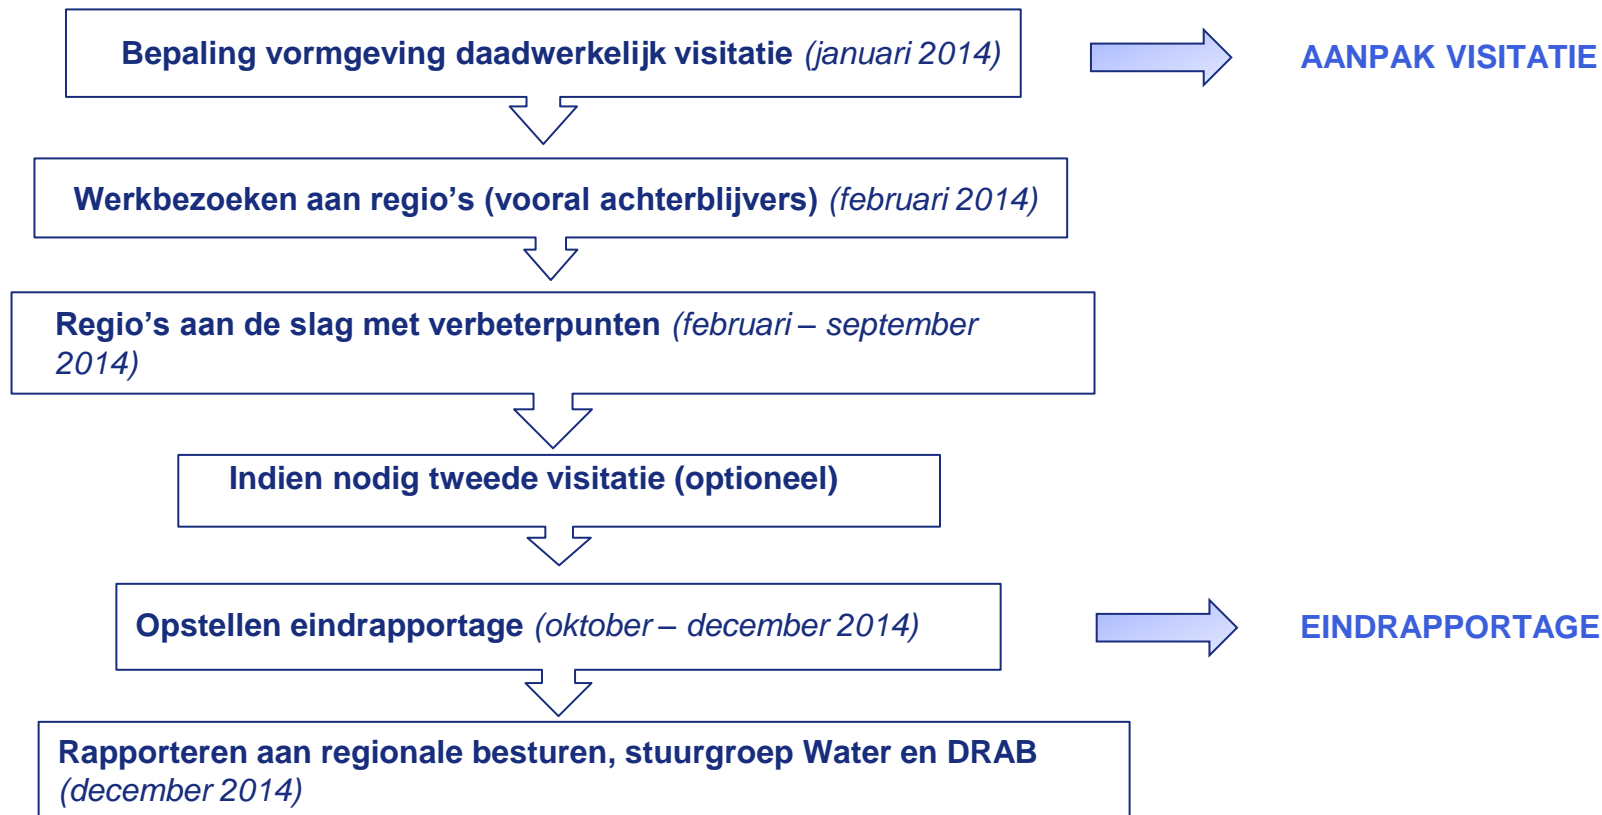 Bepaling vormgeving daadwerkelijk visitatie (januari 2014)
AANPAK VISITATIE
Werkbezoeken aan regio’s (vooral achterblijvers) (februari 2014)
Regio’s aan de slag met verbeterpunten (februari – september
2014)
Indien nodig tweede visitatie (optioneel)
Opstellen eindrapportage (oktober – december 2014)
EINDRAPPORTAGE
Rapporteren aan regionale besturen, stuurgroep Water en DRAB
(december 2014)